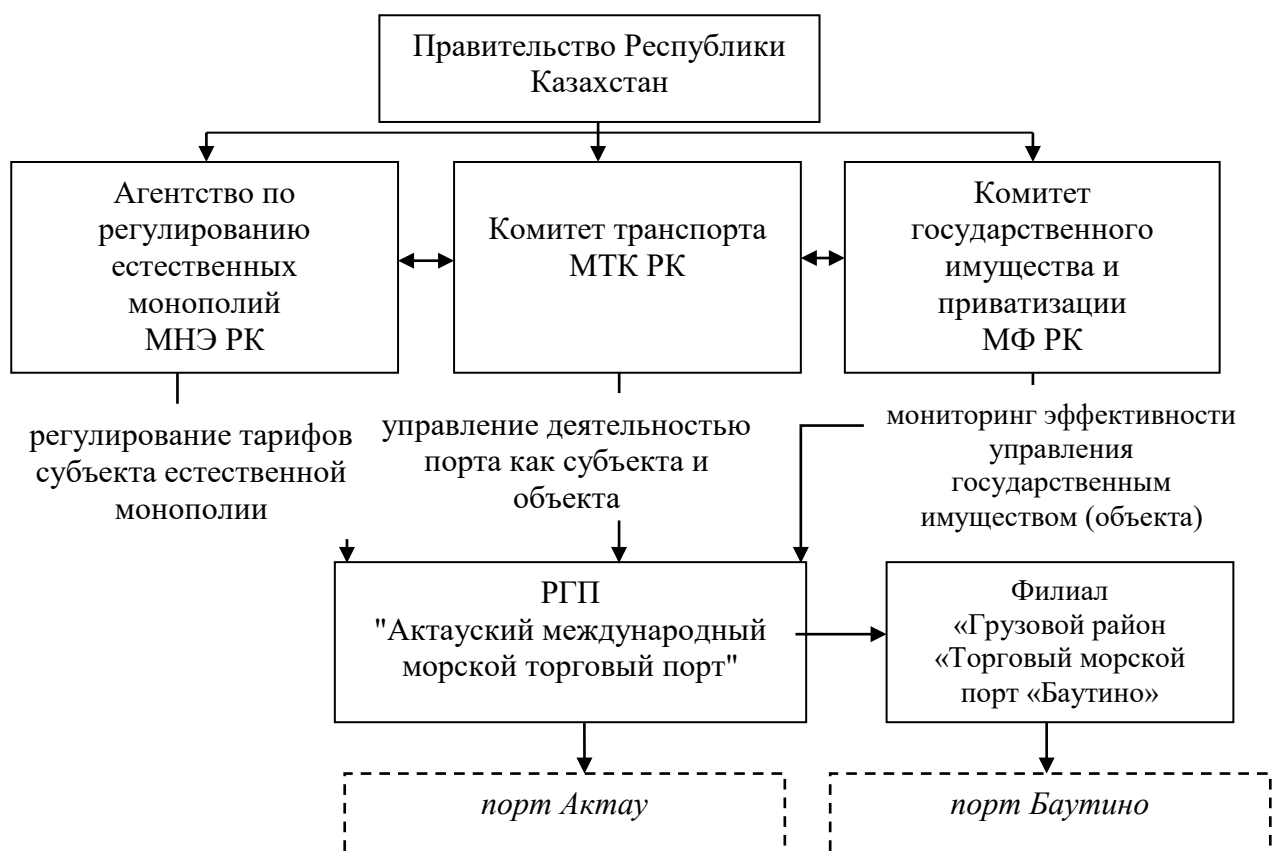 Правительство Республики
Казахстан
Агентство по
регулированию
естественных
монополий
МНЭ РК
Комитет транспорта
МТК РК
Комитет
государственного
имущества и
приватизации
МФ РК
регулирование тарифов
субъекта естественной
монополии
управление деятельностью
порта как субъекта и
объекта
мониторинг эффективности
управления
государственным
имуществом (объекта)
РГП
"Актауский международный
морской торговый порт"
Филиал
«Грузовой район
«Торговый морской
порт «Баутино»
порт Актау
порт Баутино